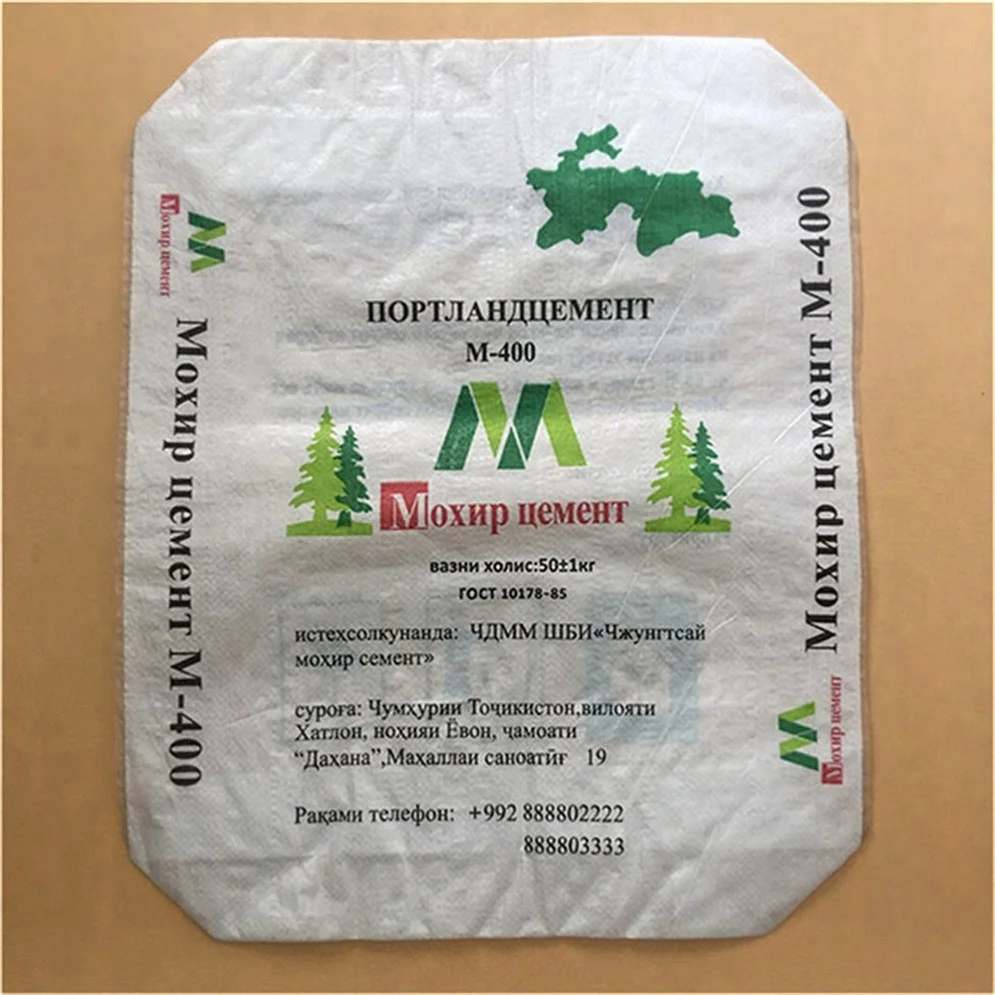 ПОРТЛАНДЦЕМЕНТ
М-400
Мохир цемент
вазни холис:50±1кг
ГОСТ 10178-85
истеҳсолкунанда: ЧДММ ШБИ«Чжунгтсай
моҳир семент»
суроға: Чумҳурии Тоҷикистон,вилояти
Хатлон, ноҳияи Ёвон, ҷамоати
“Даҳана”,Маҳаллаи саноатӣғ 19
Рақами телефон: +992 888802222
888803333
Мохир цемент
Мохир цемент М-400
Мохир цемент М-400
Мохир цемент